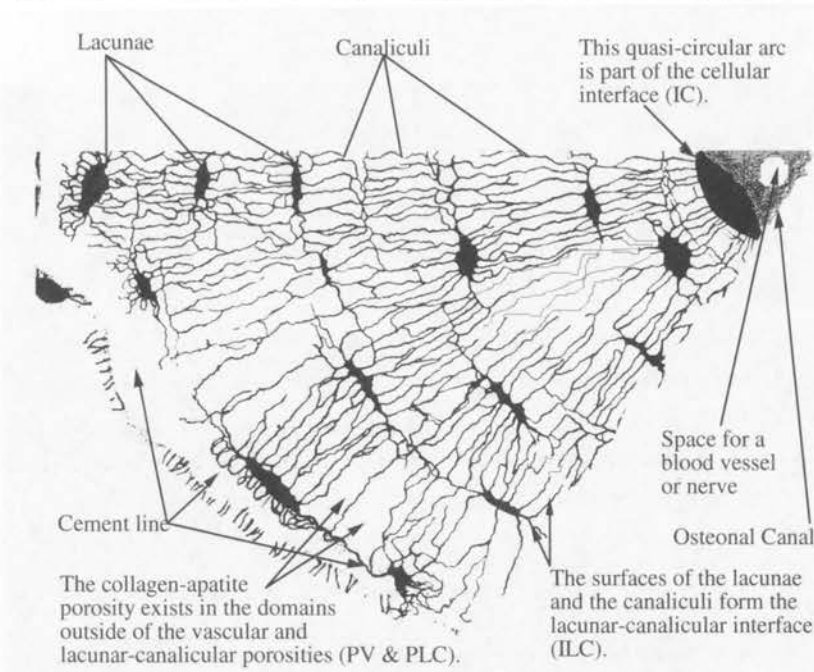 Lacunae
Canaliculi
This quasi-circular arc
is part of the cellular
interface (IC).
Space for a
blood vessel
or nerve
Osteonal Canal
Cement line
The collagen-apatite
porosity exists in the domains
outside of the vascular and
lacunar-canalicular porosities (PV & PLC).
The surfaces of the lacunae
and the canaliculi form the
lacunar-canalicular interface
(ILC).